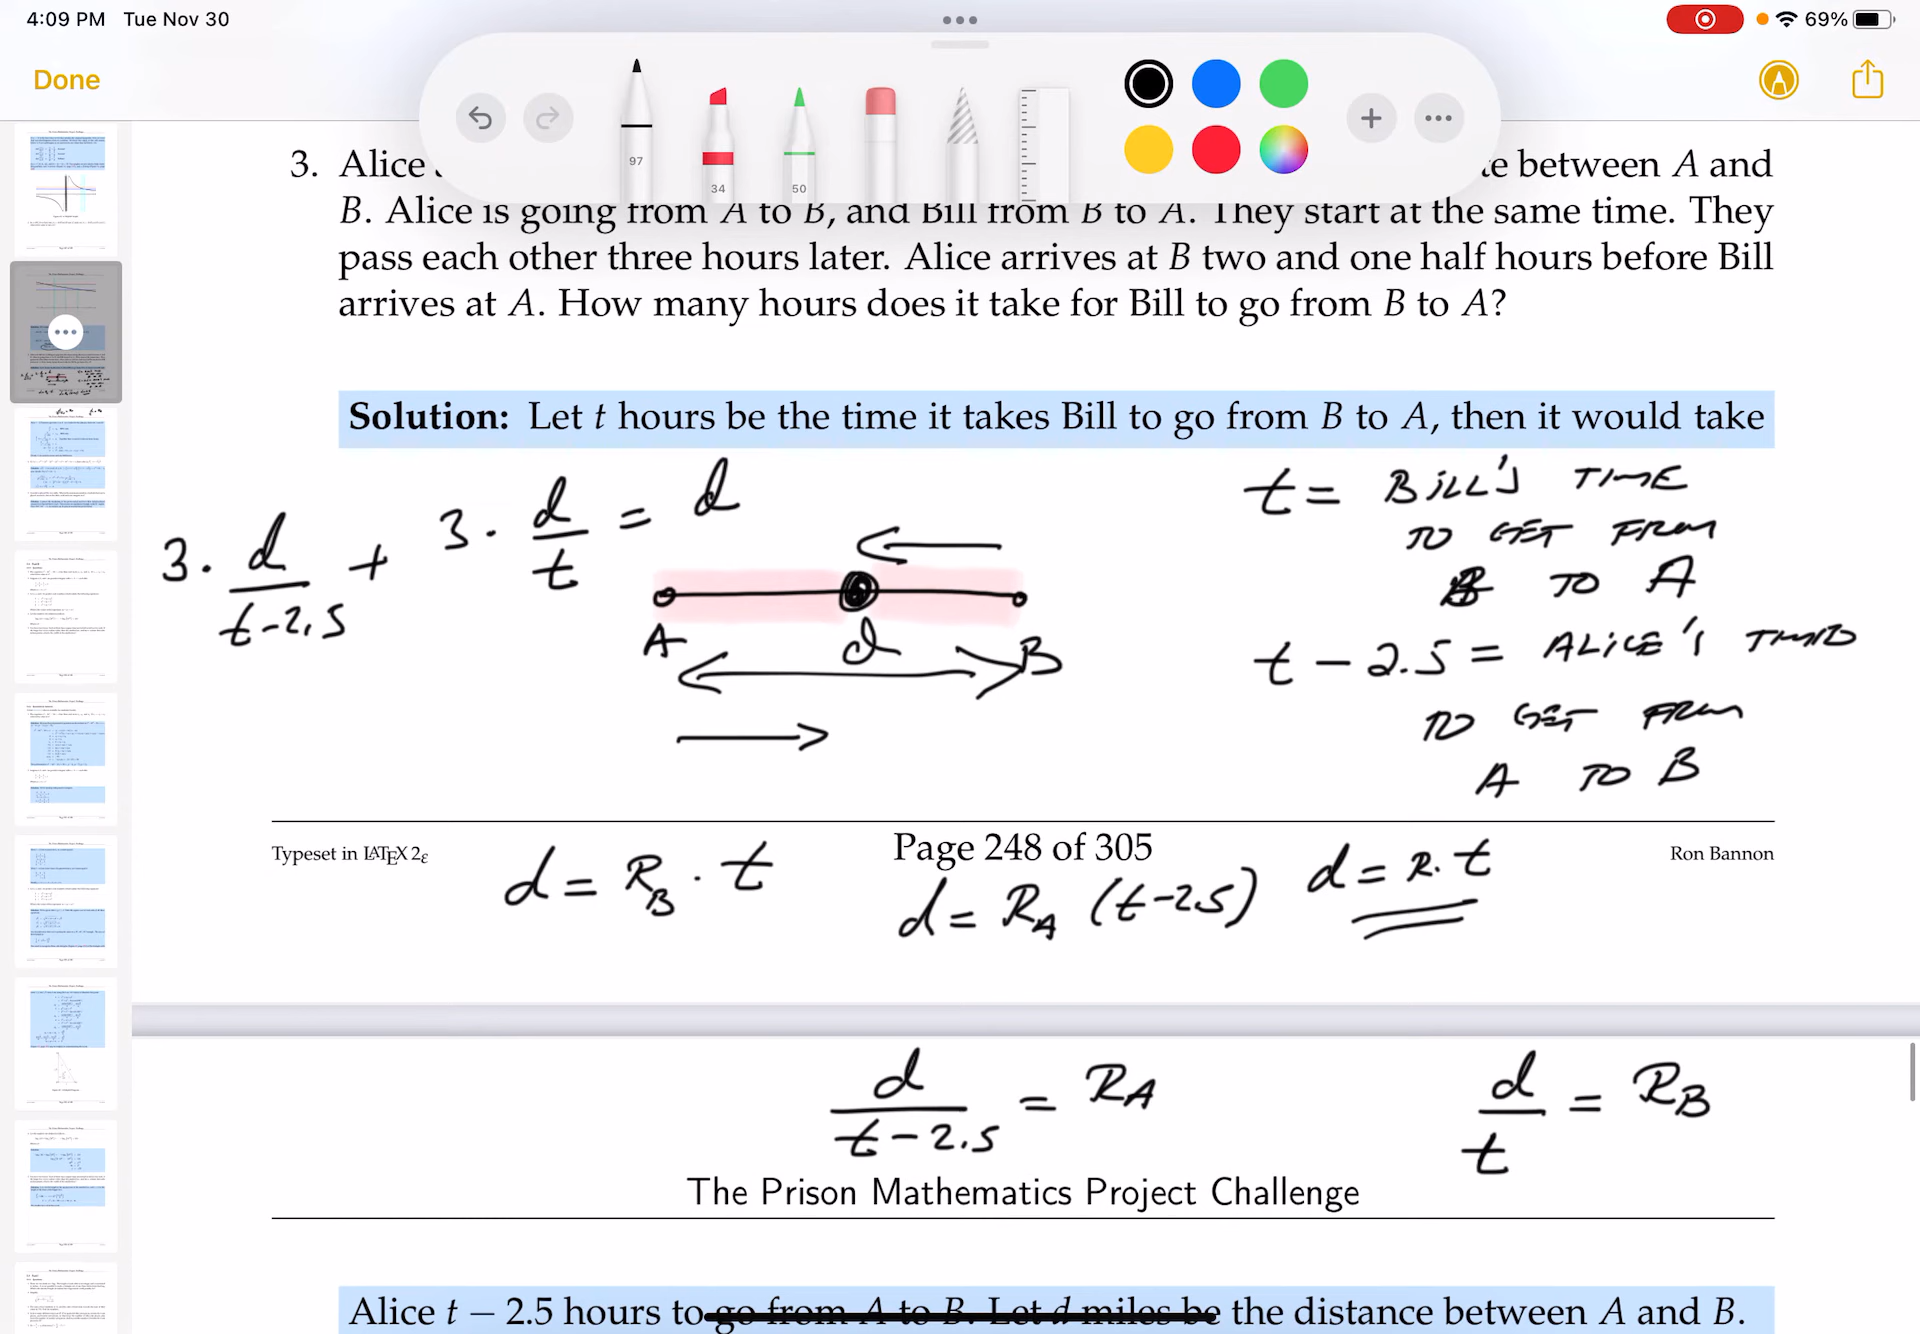 4:09 PM Tue Nov 30
69%
Done
97
34
50
3. Alice
e between A and
B. Alice is going from A to B, and Bill from B to A. They start at the same time. They
pass each other three hours later. Alice arrives at B two and one half hours before Bill
arrives at A. How many hours does it take for Bill to go from B to A?
Solution: Let t hours be the time it takes Bill to go from B to A, then it would take
3 · d/(t-2.5) + 3 · d/t = d
A d B
t = BILL'S TIME
TO GET FROM
B TO A
t - 2.5 = ALICE'S
TO GET FROM
A TO B
Typeset in LATEX 2ε
Page 248 of 305
Ron Bannon
d = R_B · t
d = R_A (t-2.5)
d = R · t
d/(t-2.5) = R_A
d/t = R_B
The Prison Mathematics Project Challenge
Alice t − 2.5 hours to go from A to B. Let d miles be the distance between A and B.